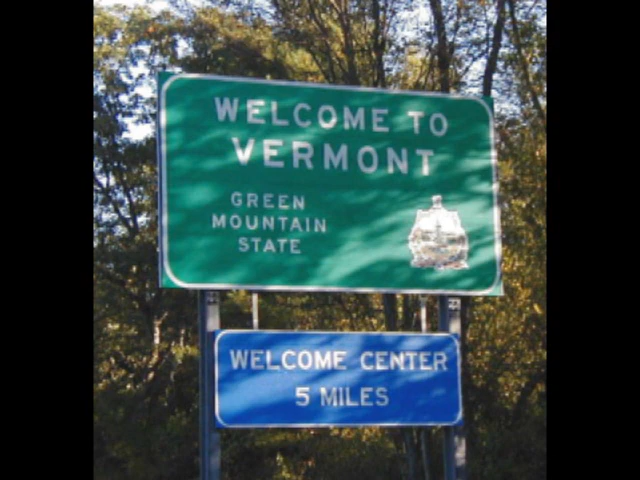 WELCOME TO
VERMONT
GREEN
MOUNTAIN
STATE
WELCOME CENTER
5 MILES